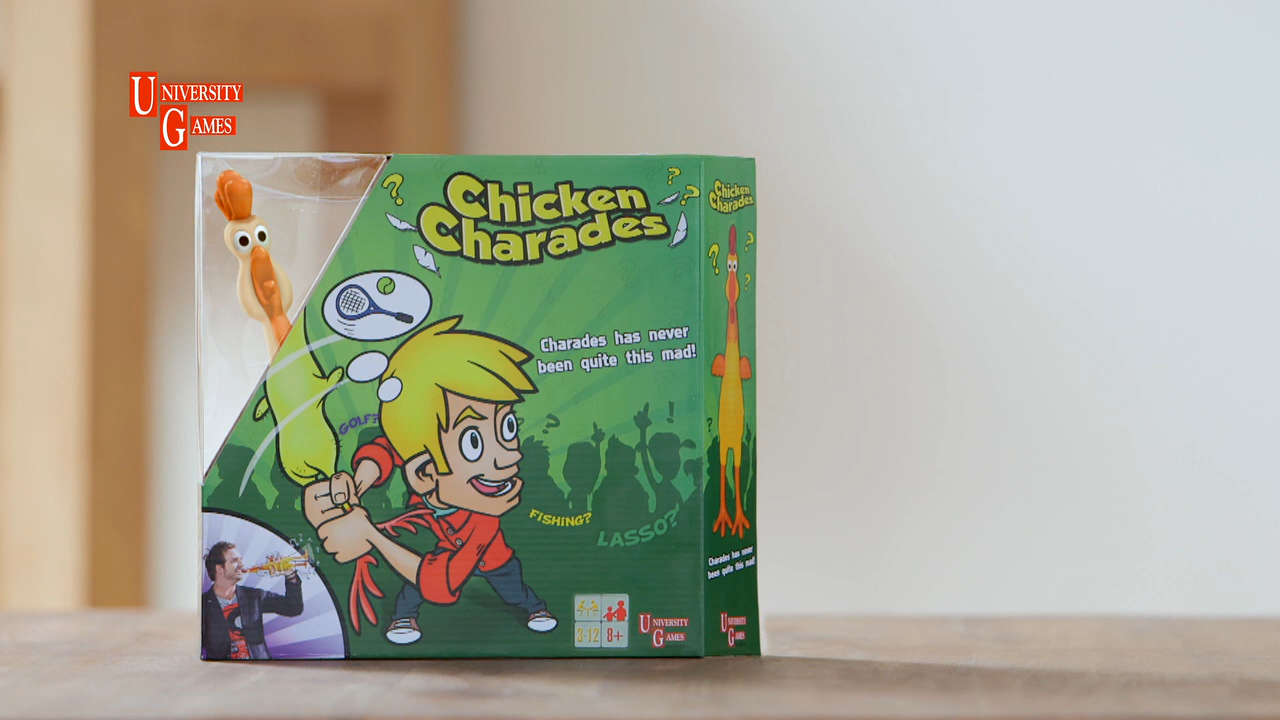 UNIVERSITY
GAMES
Chicken
Charades
Charades has never
been quite this mad!
GOLF?
FISHING?
LASSO?
3-12
8+
UNIVERSITY
GAMES
Chicken
Charades
Charades has never
been quite this mad!
UNIVERSITY
GAMES